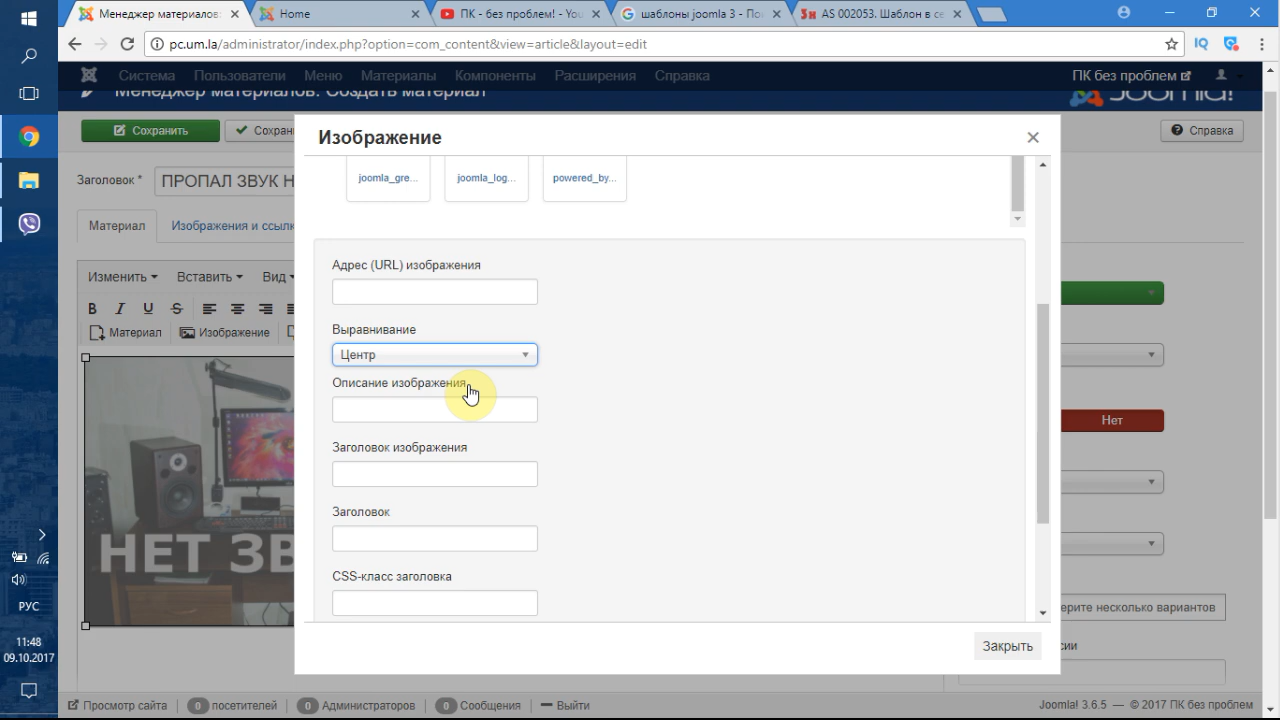 Менеджер материалов
Home
ПК - без проблем! - You
шаблоны joomla 3 - По
AS 002053. Шаблон в се
pc.um.la/administrator/index.php?option=com_content&view=article&layout=edit
Система Пользователи Меню Материалы Компоненты Расширения Справка ПК без проблем
Менеджер материалов: Создать материал Joomla!
Сохранить Сохран Справка
Изображение
joomla_gre... joomla_log... powered_by...
Заголовок * ПРОПАЛ ЗВУК Н
Материал Изображения и ссылк
Изменить Вставить Вид
B I U S
Материал Изображение
НЕТ ЗВ
Адрес (URL) изображения
Выравнивание
Центр
Описание изображения
Заголовок изображения
Заголовок
CSS-класс заголовка
Закрыть
Нет
ерите несколько вариантов
сии
РУС
11:48
09.10.2017
Просмотр сайта 0 посетителей 0 Администраторов 0 Сообщения Выйти Joomla! 3.6.5 — © 2017 ПК без проблем